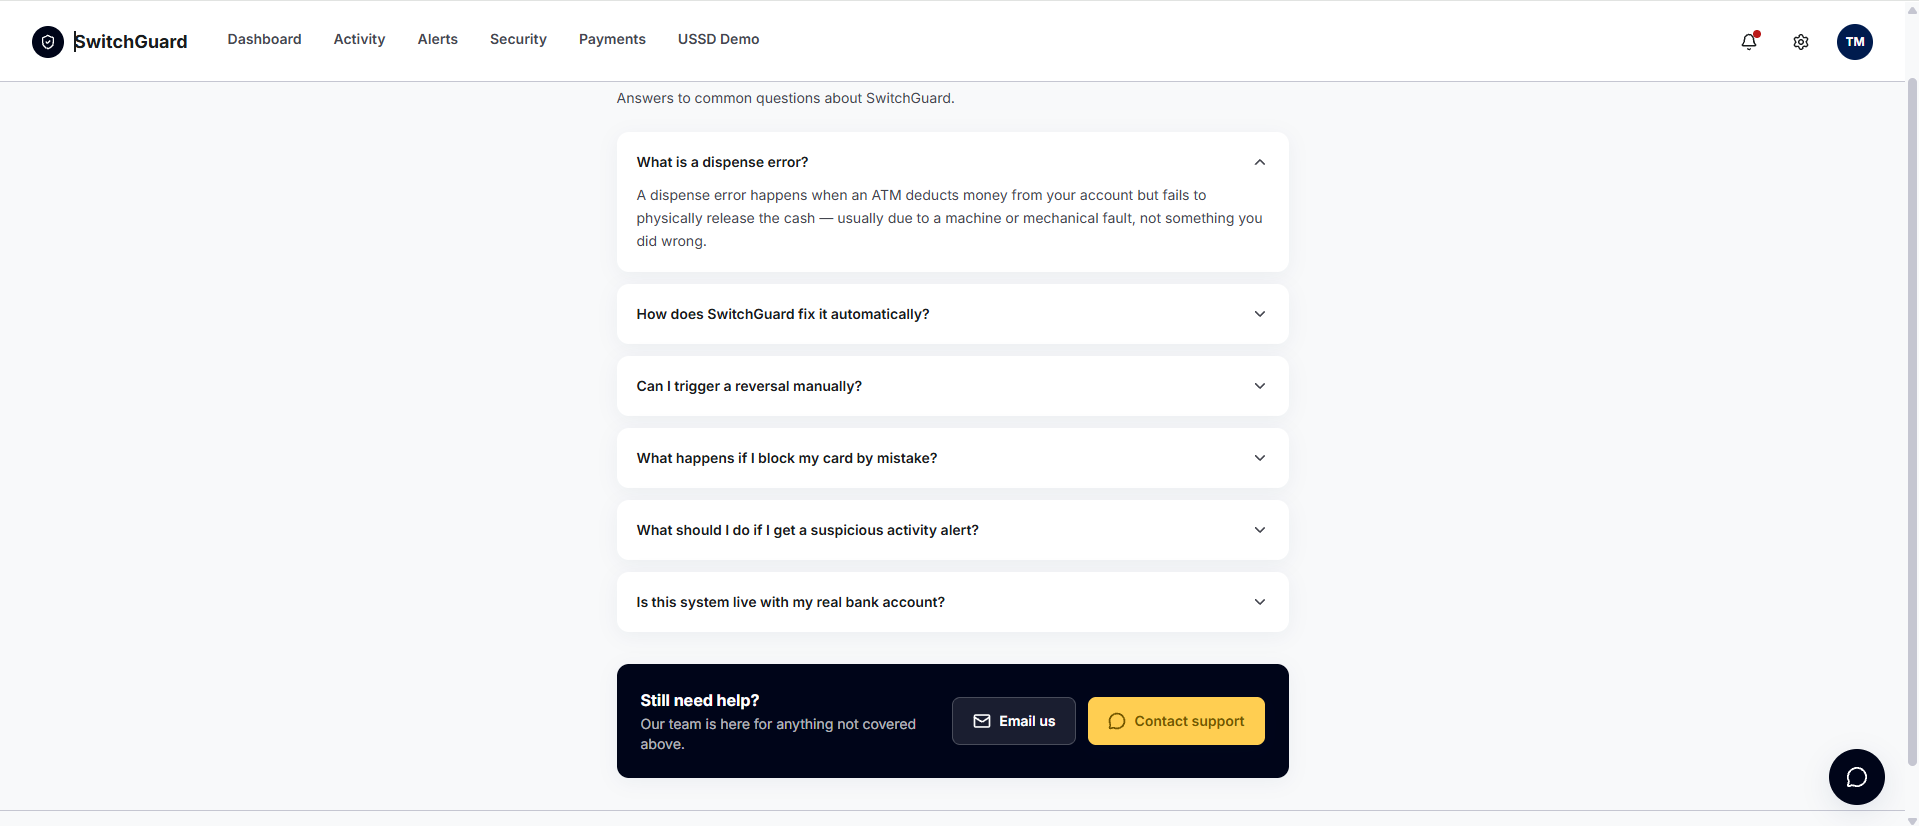 SwitchGuard
Dashboard
Activity
Alerts
Security
Payments
USSD Demo
TM
Answers to common questions about SwitchGuard.
What is a dispense error?
A dispense error happens when an ATM deducts money from your account but fails to
physically release the cash — usually due to a machine or mechanical fault, not something you
did wrong.
How does SwitchGuard fix it automatically?
Can I trigger a reversal manually?
What happens if I block my card by mistake?
What should I do if I get a suspicious activity alert?
Is this system live with my real bank account?
Still need help?
Our team is here for anything not covered
above.
Email us
Contact support